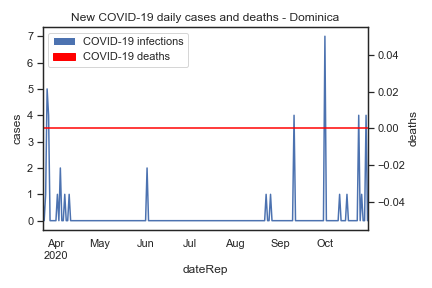 New COVID-19 daily cases and deaths - Dominica
COVID-19 infections
COVID-19 deaths
7
6
5
4
3
2
1
0
cases
0.04
0.02
0.00
−0.02
−0.04
deaths
Apr May Jun Jul Aug Sep Oct
2020
dateRep